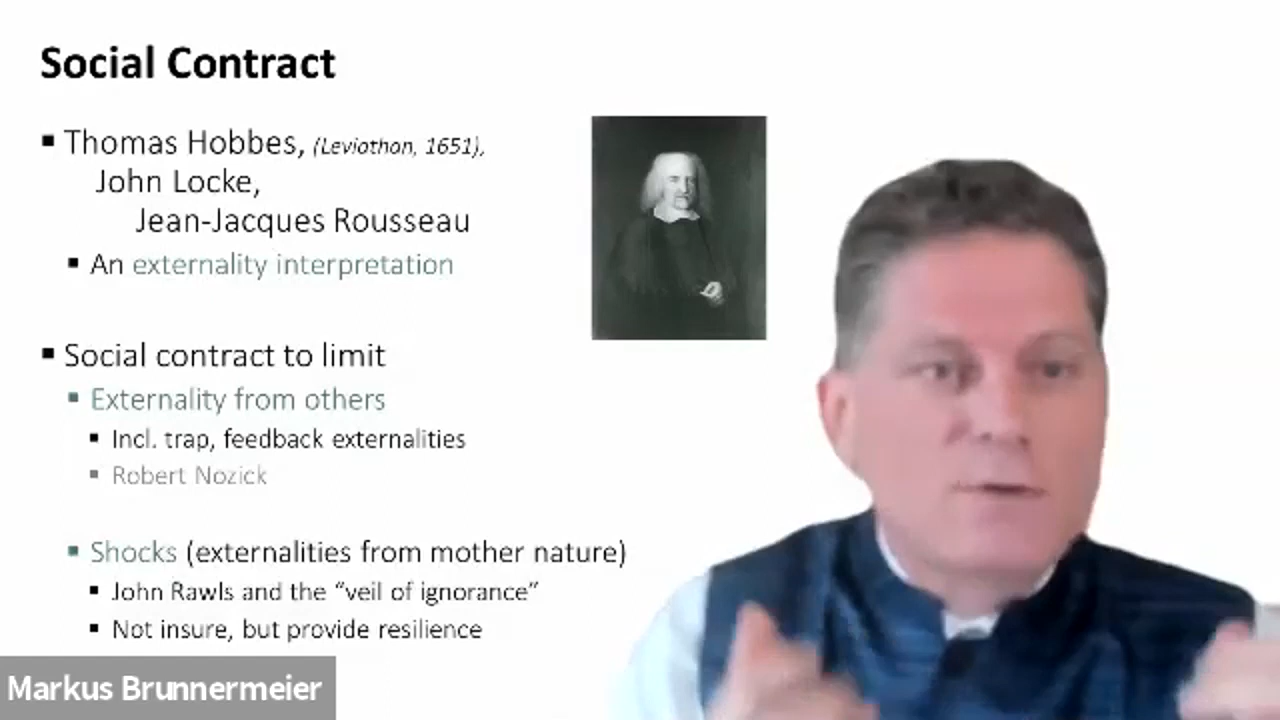 Social Contract
▪ Thomas Hobbes, (Leviathon, 1651),
John Locke,
Jean-Jacques Rousseau
▪ An externality interpretation
▪ Social contract to limit
▪ Externality from others
▪ Incl. trap, feedback externalities
▪ Robert Nozick
▪ Shocks (externalities from mother nature)
▪ John Rawls and the “veil of ignorance”
▪ Not insure, but provide resilience
Markus Brunnermeier